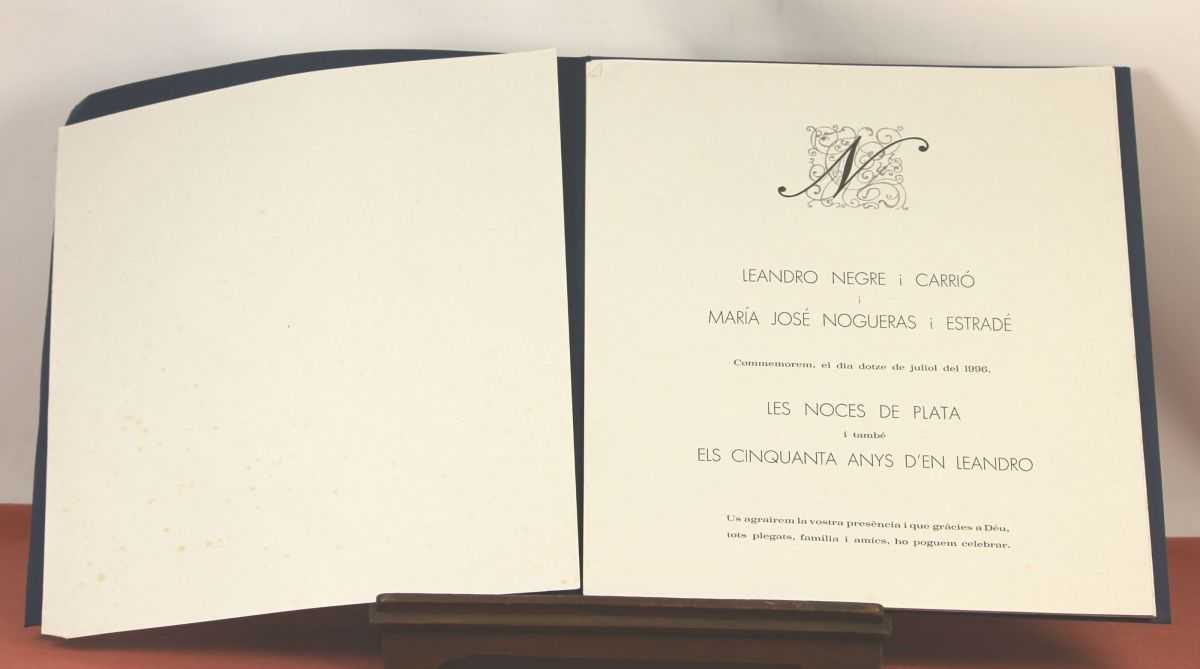 N
LEANDRO NEGRE i CARRIÓ
i
MARÍA JOSÉ NOGUERAS i ESTRADÉ
Commemorem, el dia dotze de juliol del 1996,
LES NOCES DE PLATA
i també
ELS CINQUANTA ANYS D'EN LEANDRO
Us agrairem la vostra presència i que gràcies a Déu,
tots plegats, família i amics, ho poguem celebrar.